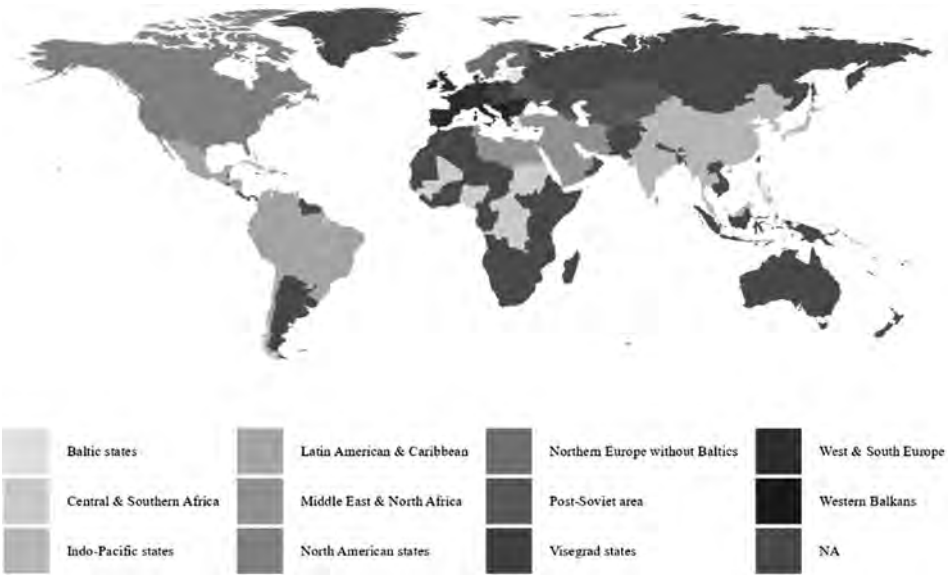 Baltic states
Latin American & Caribbean
Northern Europe without Baltics
West & South Europe
Central & Southern Africa
Middle East & North Africa
Post-Soviet area
Western Balkans
Indo-Pacific states
North American states
Visegrad states
NA